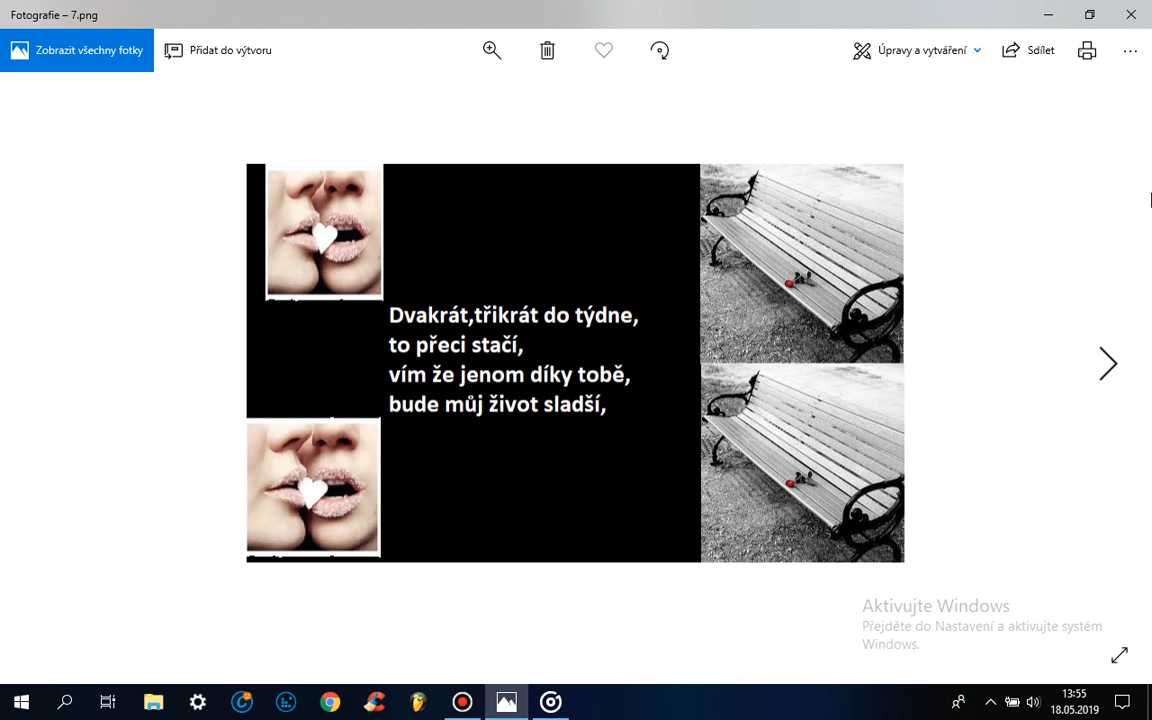 Fotografie – 7.png
Zobrazit všechny fotky
Přidat do výtvoru
Úpravy a vytváření
Sdílet
Dvakrát,třikrát do týdne,
to přeci stačí,
vím že jenom díky tobě,
bude můj život sladší,
Aktivujte Windows
Přejděte do Nastavení a aktivujte systém
Windows.
13:55
18.05.2019